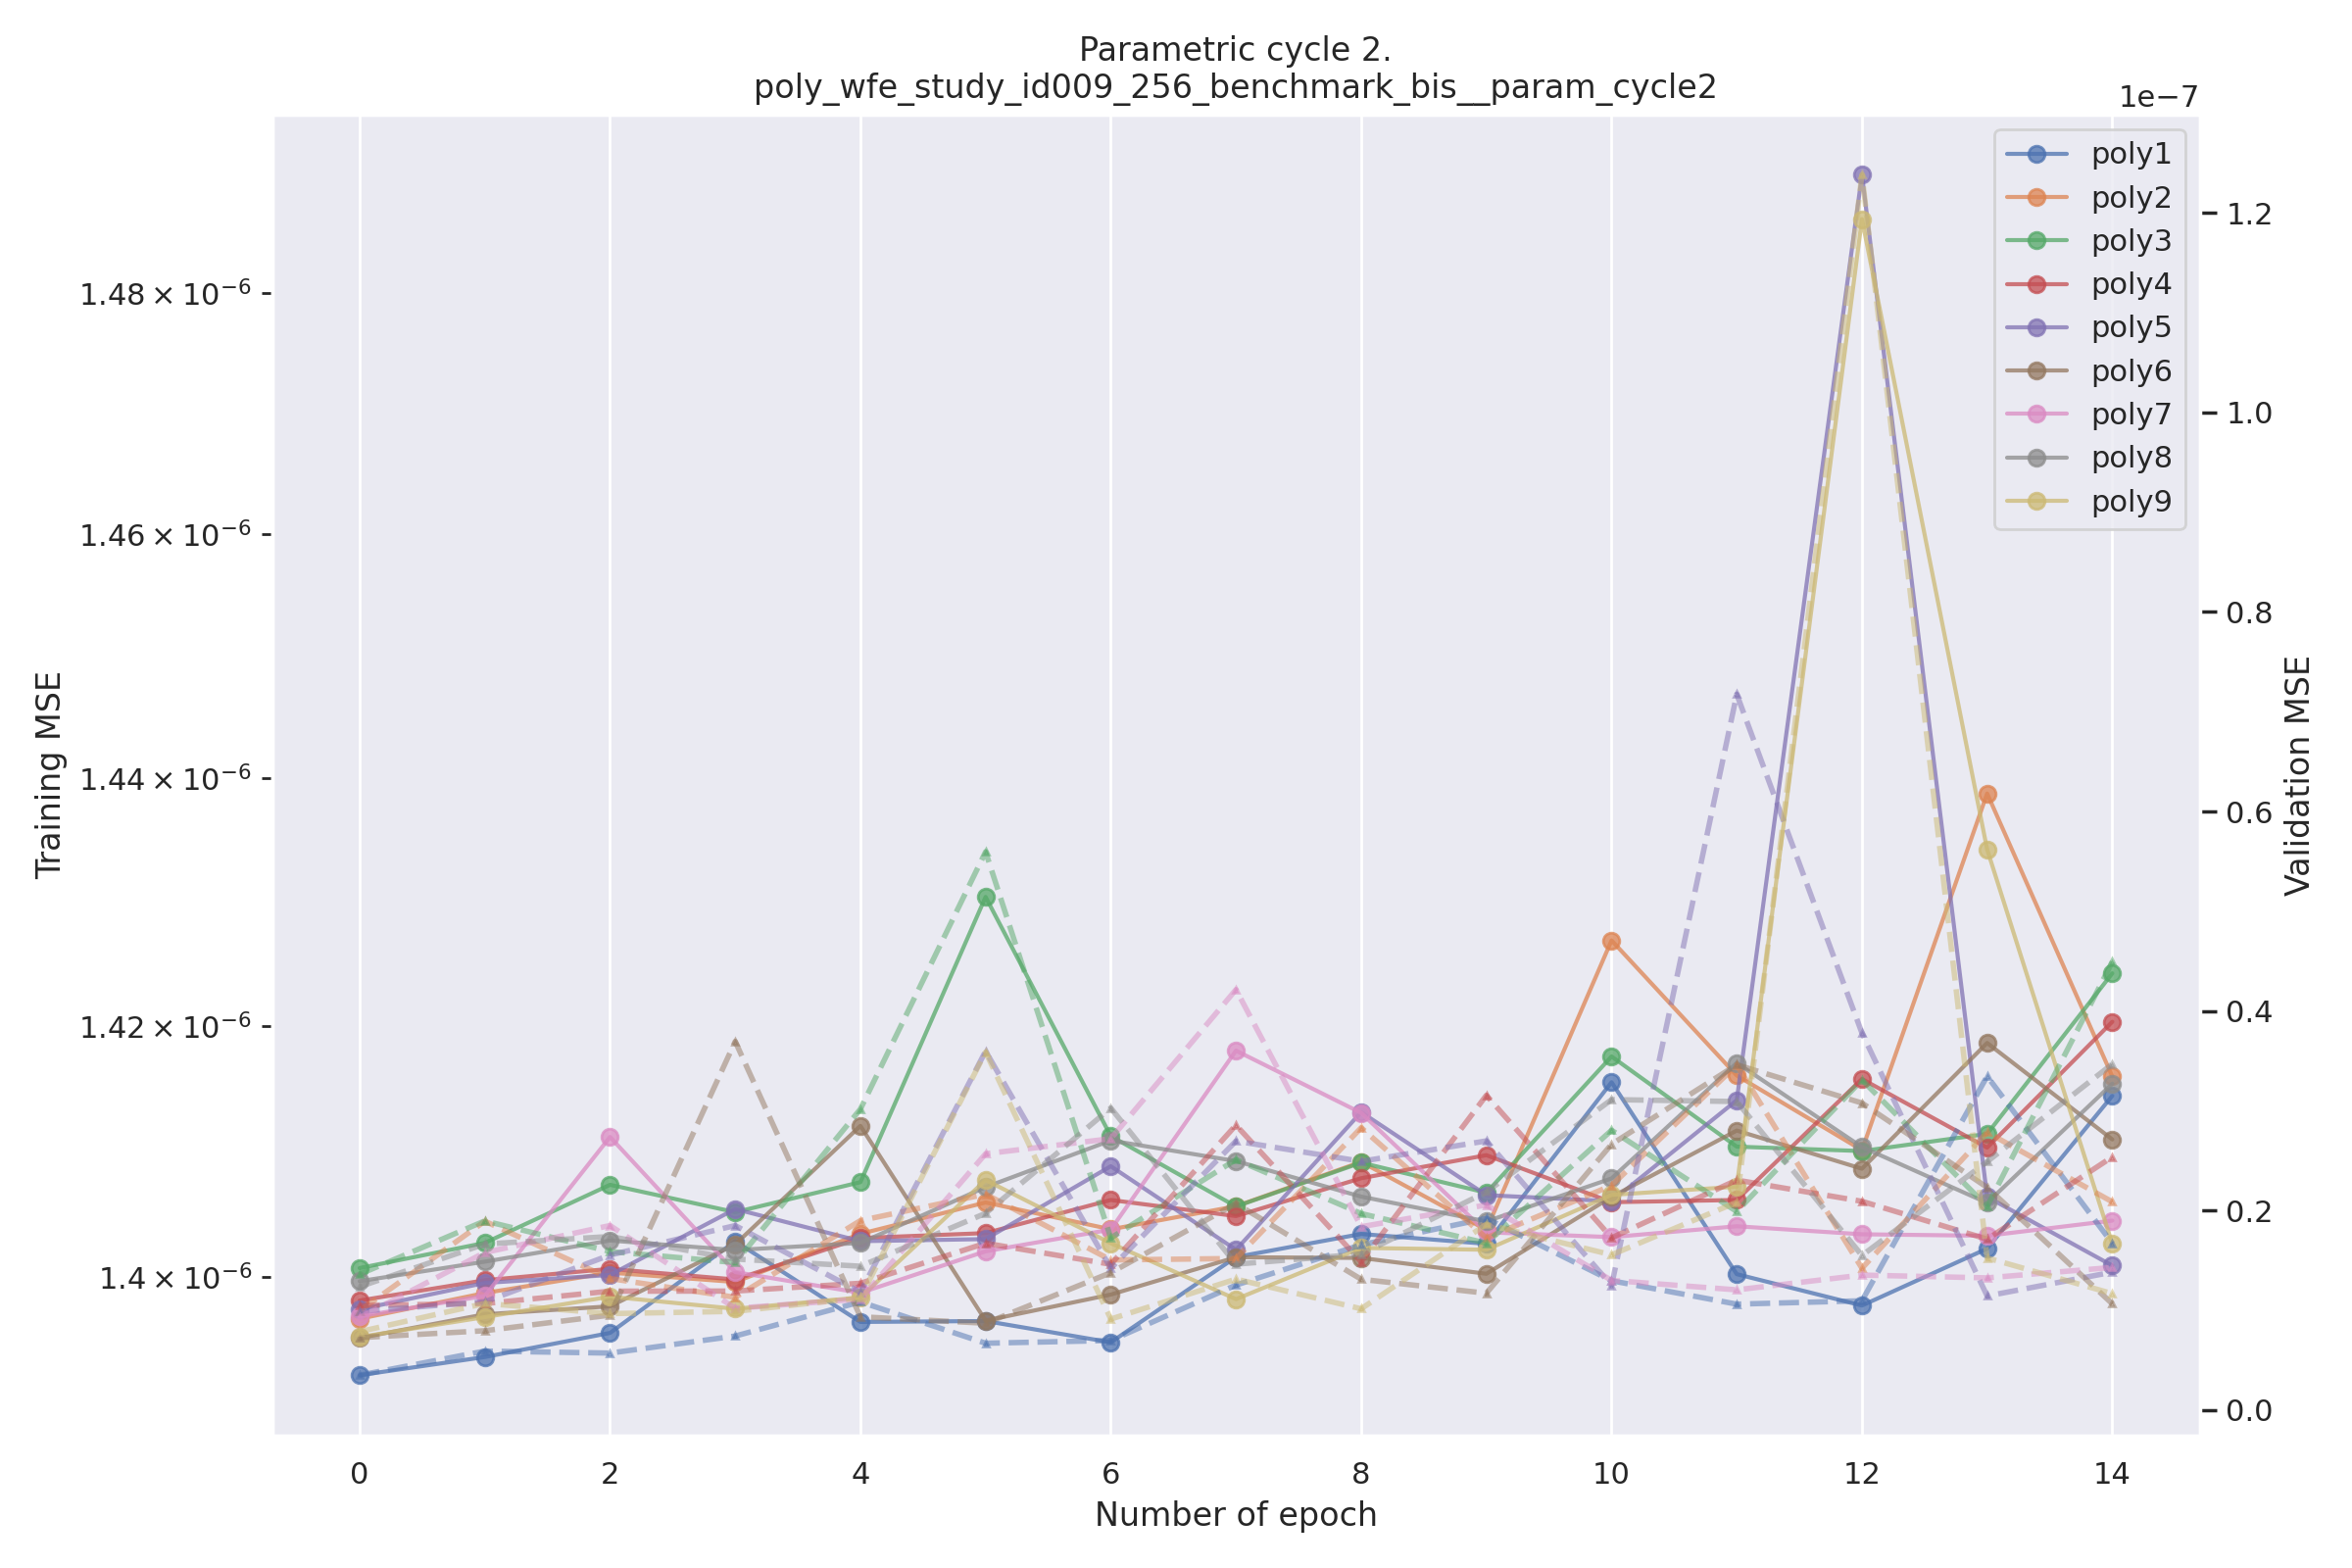 Parametric cycle 2.
poly_wfe_study_id009_256_benchmark_bis__param_cycle2
1e−7
poly1
poly2
poly3
poly4
poly5
poly6
poly7
poly8
poly9
1.48 × 10⁻⁶
1.46 × 10⁻⁶
1.44 × 10⁻⁶
1.42 × 10⁻⁶
1.4 × 10⁻⁶
Training MSE
1.2
1.0
0.8
0.6
0.4
0.2
0.0
Validation MSE
0 2 4 6 8 10 12 14
Number of epoch